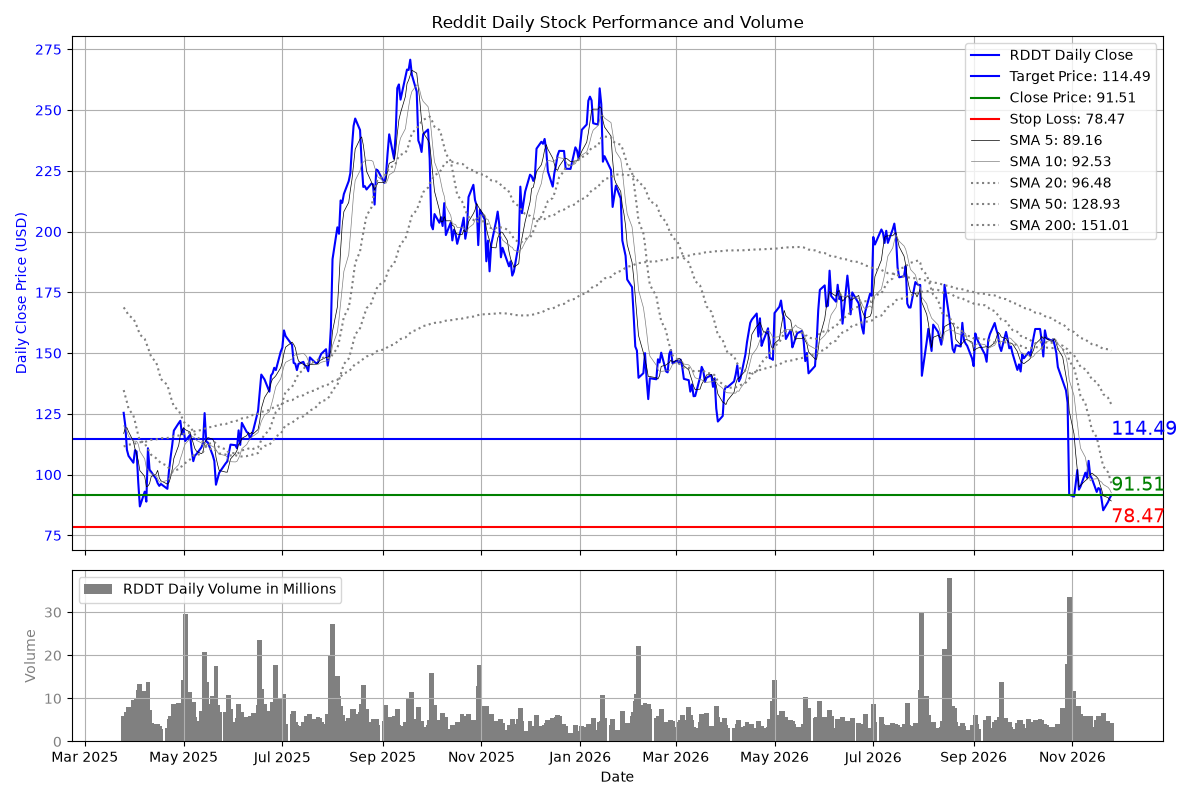 Reddit Daily Stock Performance and Volume
Daily Close Price (USD)
275
250
225
200
175
150
125
100
75
RDDT Daily Close
Target Price: 114.49
Close Price: 91.51
Stop Loss: 78.47
SMA 5: 89.16
SMA 10: 92.53
SMA 20: 96.48
SMA 50: 128.93
SMA 200: 151.01
114.49
91.51
78.47
RDDT Daily Volume in Millions
Volume
30
20
10
0
Mar 2025
May 2025
Jul 2025
Sep 2025
Nov 2025
Jan 2026
Mar 2026
May 2026
Jul 2026
Sep 2026
Nov 2026
Date